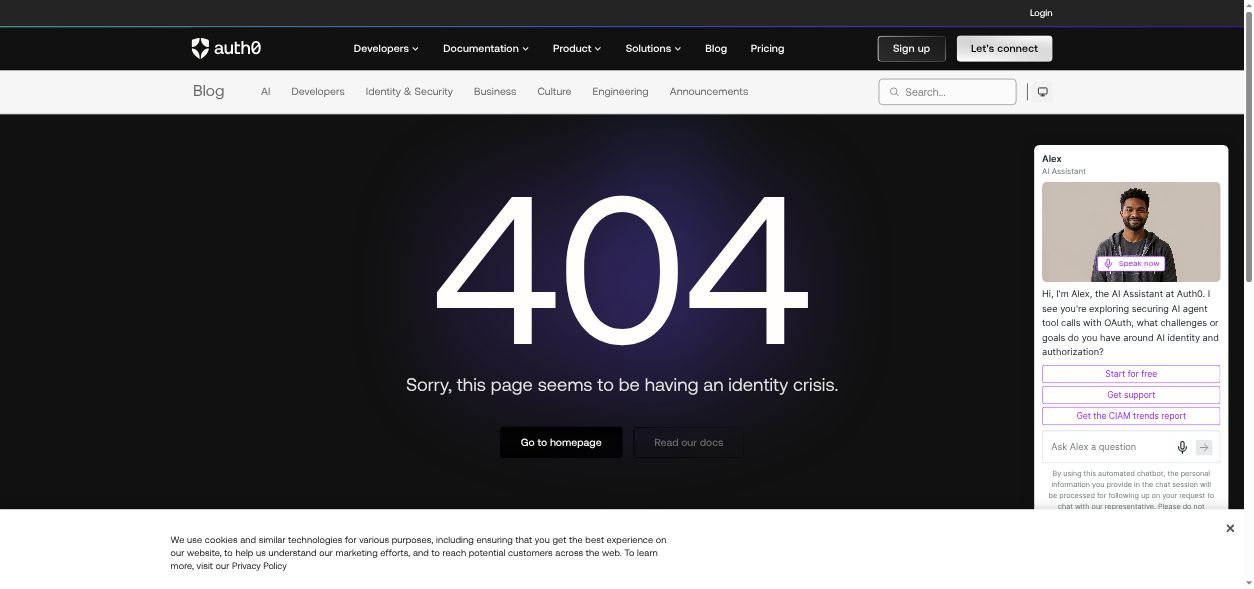 Login
auth0
Developers
Documentation
Product
Solutions
Blog
Pricing
Sign up
Let's connect
Blog
AI
Developers
Identity & Security
Business
Culture
Engineering
Announcements
Search...
404
Sorry, this page seems to be having an identity crisis.
Go to homepage
Read our docs
Alex
AI Assistant
Speak now
Hi, I'm Alex, the AI Assistant at Auth0. I
see you're exploring securing AI agent
tool calls with OAuth, what challenges or
goals do you have around AI identity and
authorization?
Start for free
Get support
Get the CIAM trends report
Ask Alex a question
By using this automated chatbot, the personal
information you provide in the chat session will
be processed for following up on your request to
chat with our representative. Please do not
We use cookies and similar technologies for various purposes, including ensuring that you get the best experience on
our website, to help us understand our marketing efforts, and to reach potential customers across the web. To learn
more, visit our Privacy Policy